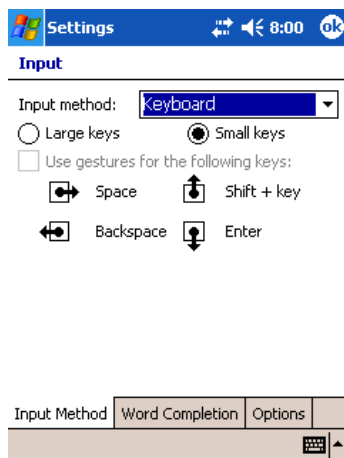 Settings 8:00 ok
Input
Input method: Keyboard
Large keys Small keys
Use gestures for the following keys:
Space Shift + key
Backspace Enter
Input Method Word Completion Options